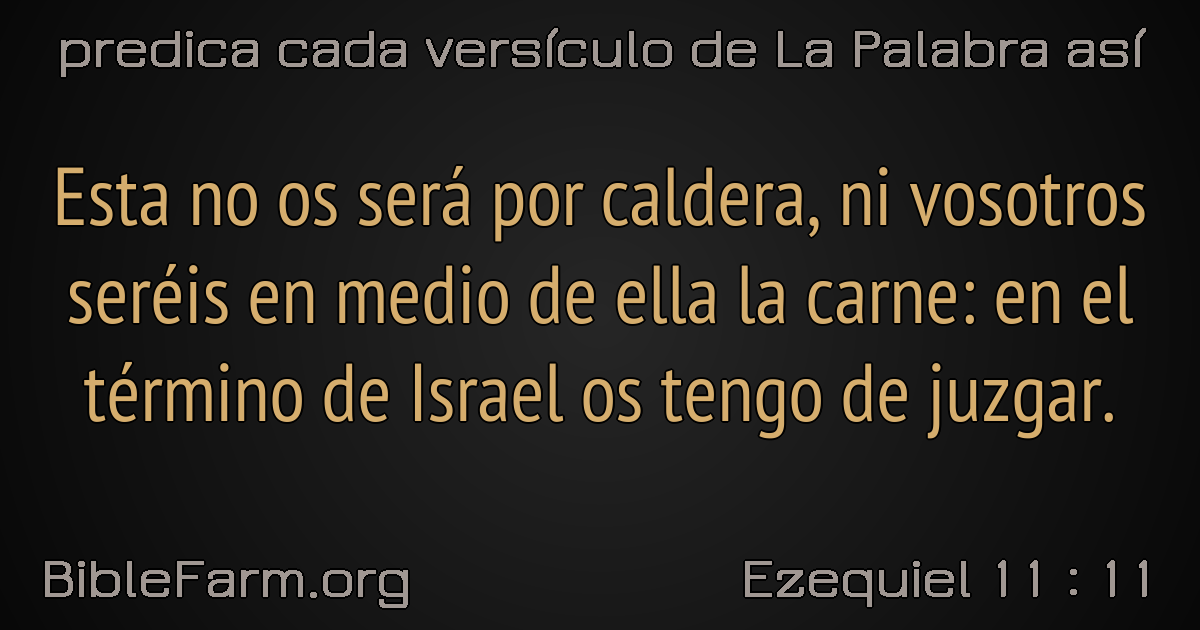 predica cada versículo de La Palabra así
Esta no os será por caldera, ni vosotros
seréis en medio de ella la carne: en el
término de Israel os tengo de juzgar.
BibleFarm.org
Ezequiel 11 : 11